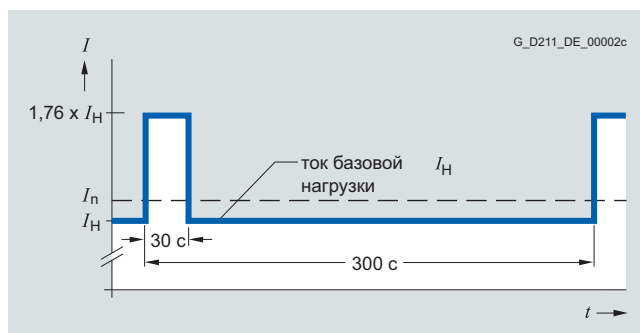 G_D211_DE_00002c
I
1,76 x I_H
ток базовой I_H
нагрузки
I_n
I_H
30 с
300 с
t